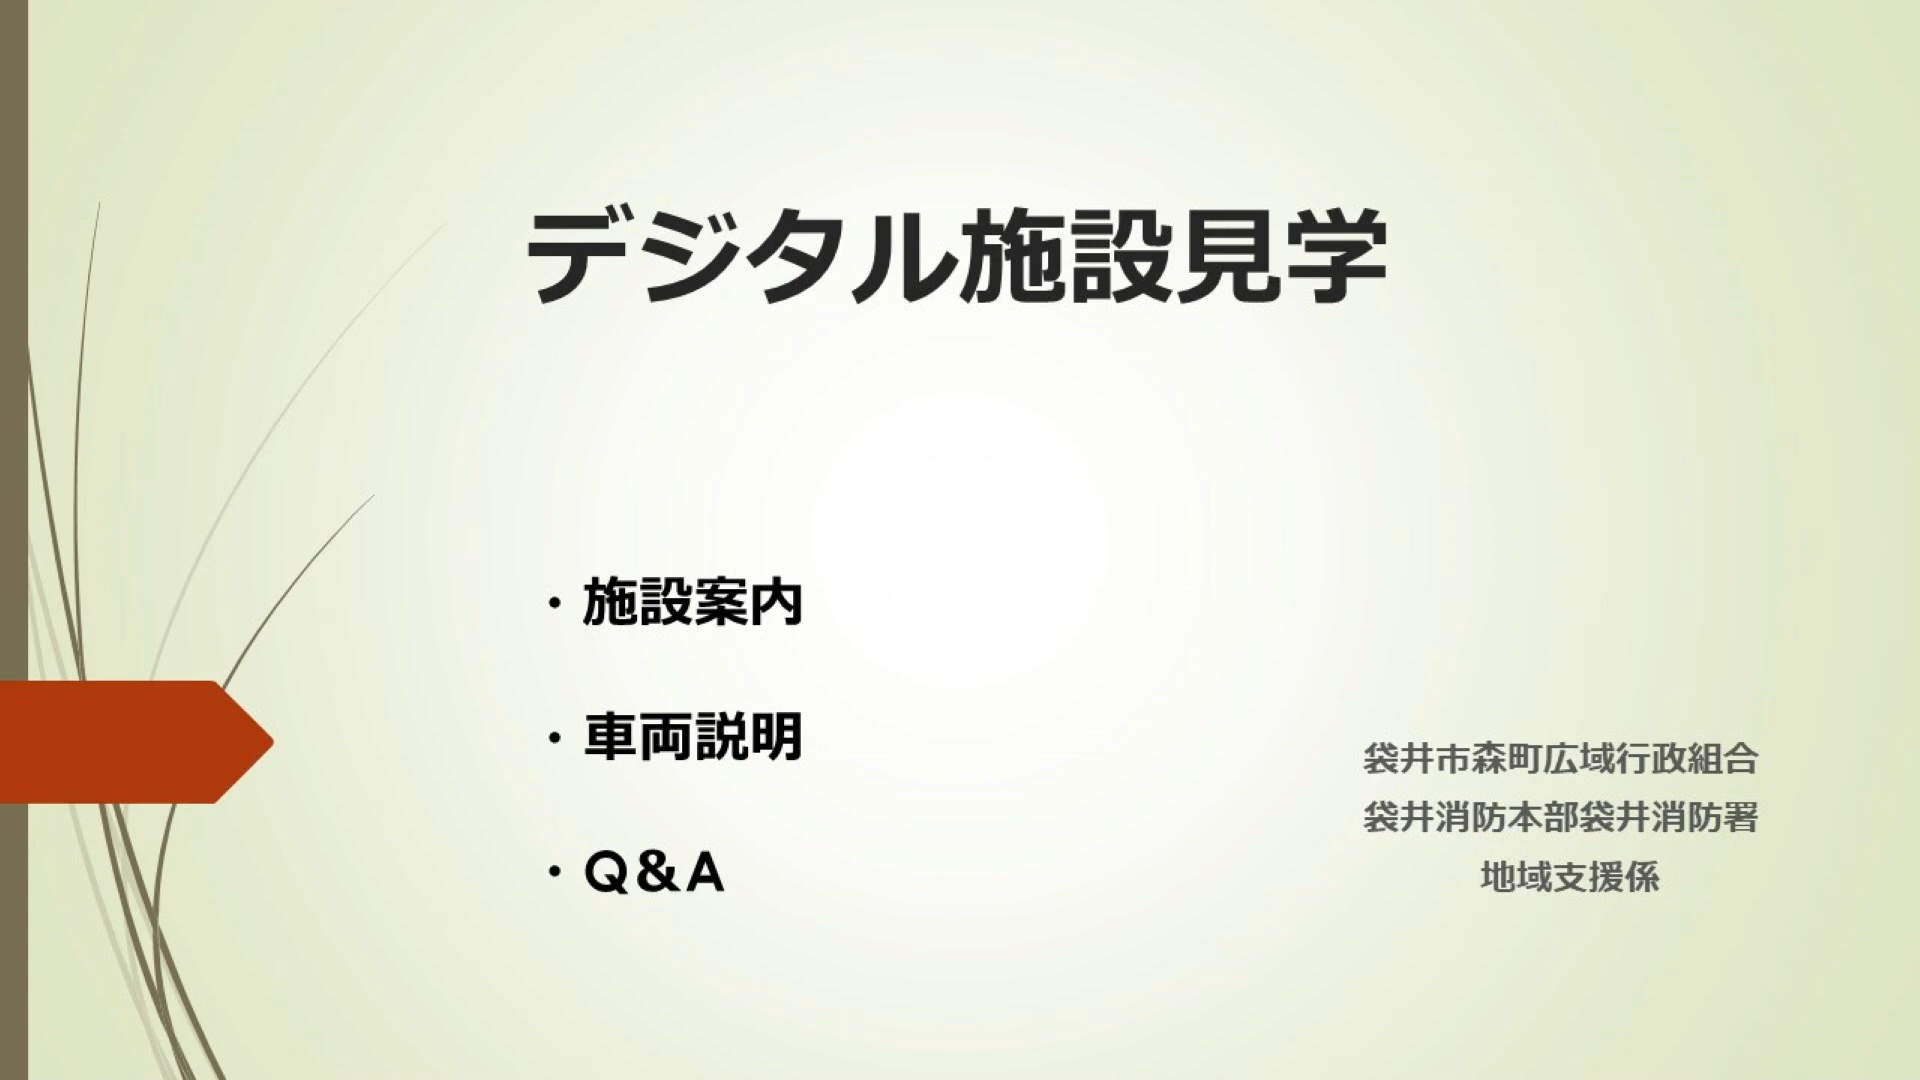 デジタル施設見学
・施設案内
・車両説明
・Q&A
袋井市森町広域行政組合
袋井消防本部袋井消防署
地域支援係